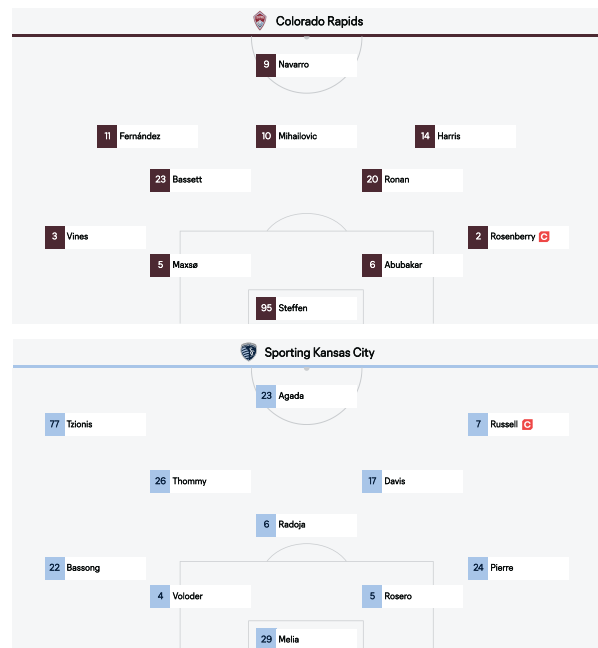 Colorado Rapids
9 Navarro
11 Fernández
10 Mihailovic
14 Harris
23 Bassett
20 Ronan
3 Vines
2 Rosenberry C
5 Maxsø
6 Abubakar
95 Steffen
Sporting Kansas City
23 Agada
77 Tzionis
7 Russell C
26 Thommy
17 Davis
6 Radoja
22 Bassong
24 Pierre
4 Voloder
5 Rosero
29 Melia